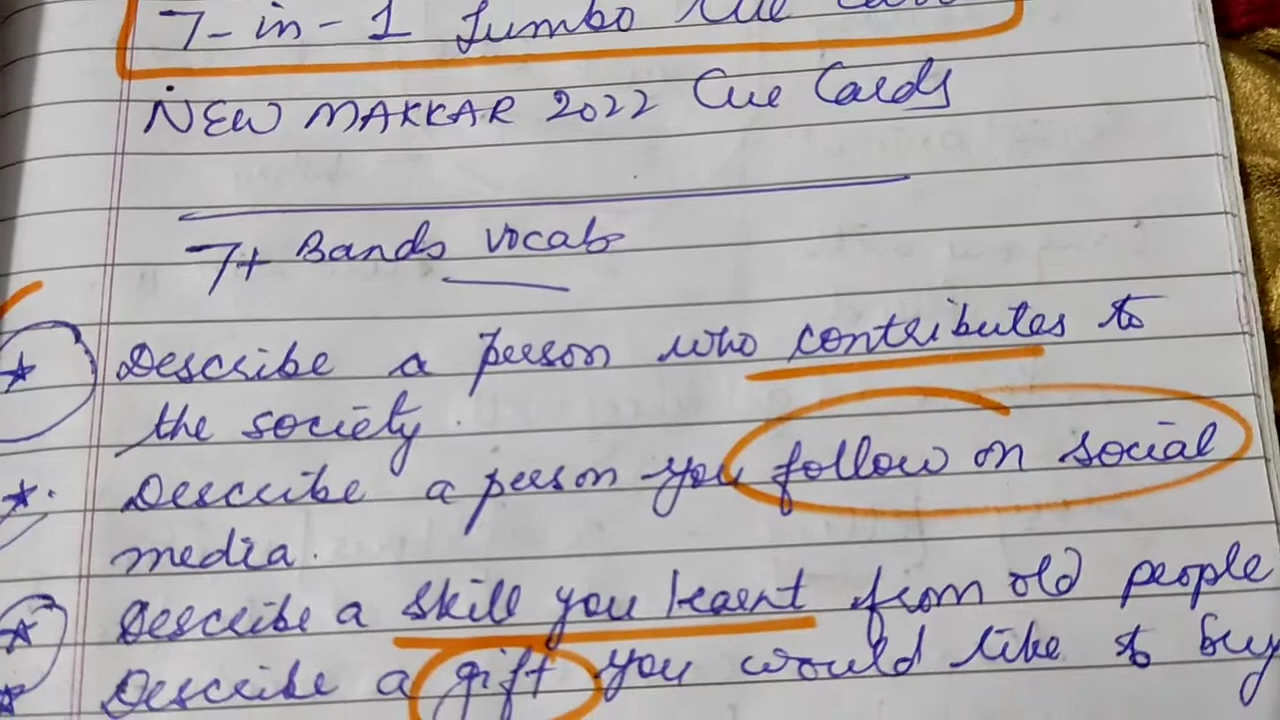 7-in-1 Jumbo Cue Card
NEW MAKKAR 2022 Cue Cards
7+ Bands vocab
Describe a person who contributes to
the society.
Describe a person you follow on social
media.
Describe a skill you learnt from old people
Describe a gift you would like to buy